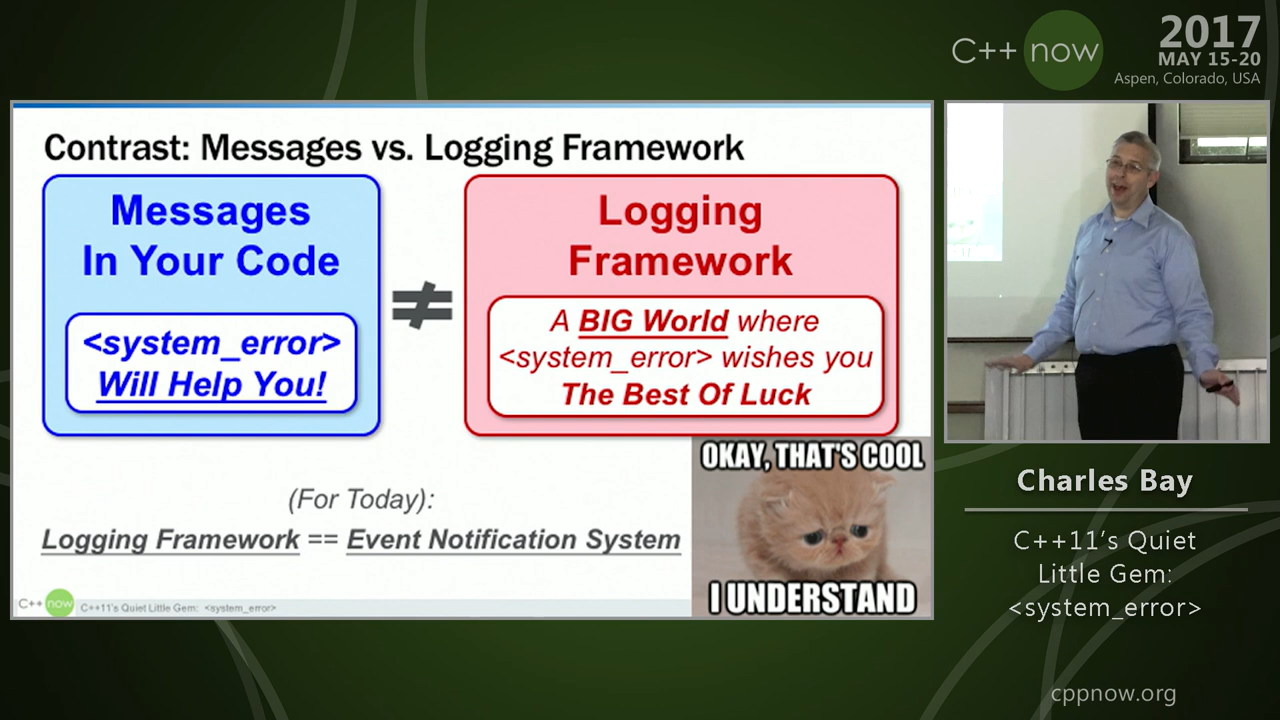 C++ now
2017
MAY 15-20
Aspen, Colorado, USA
Contrast: Messages vs. Logging Framework
Messages
In Your Code
<system_error>
Will Help You!
≠
Logging
Framework
A BIG World where
<system_error> wishes you
The Best Of Luck
(For Today):
Logging Framework == Event Notification System
OKAY, THAT'S COOL
I UNDERSTAND
C++ now
C++11's Quiet Little Gem: <system_error>
Charles Bay
C++11's Quiet
Little Gem:
<system_error>
cppnow.org